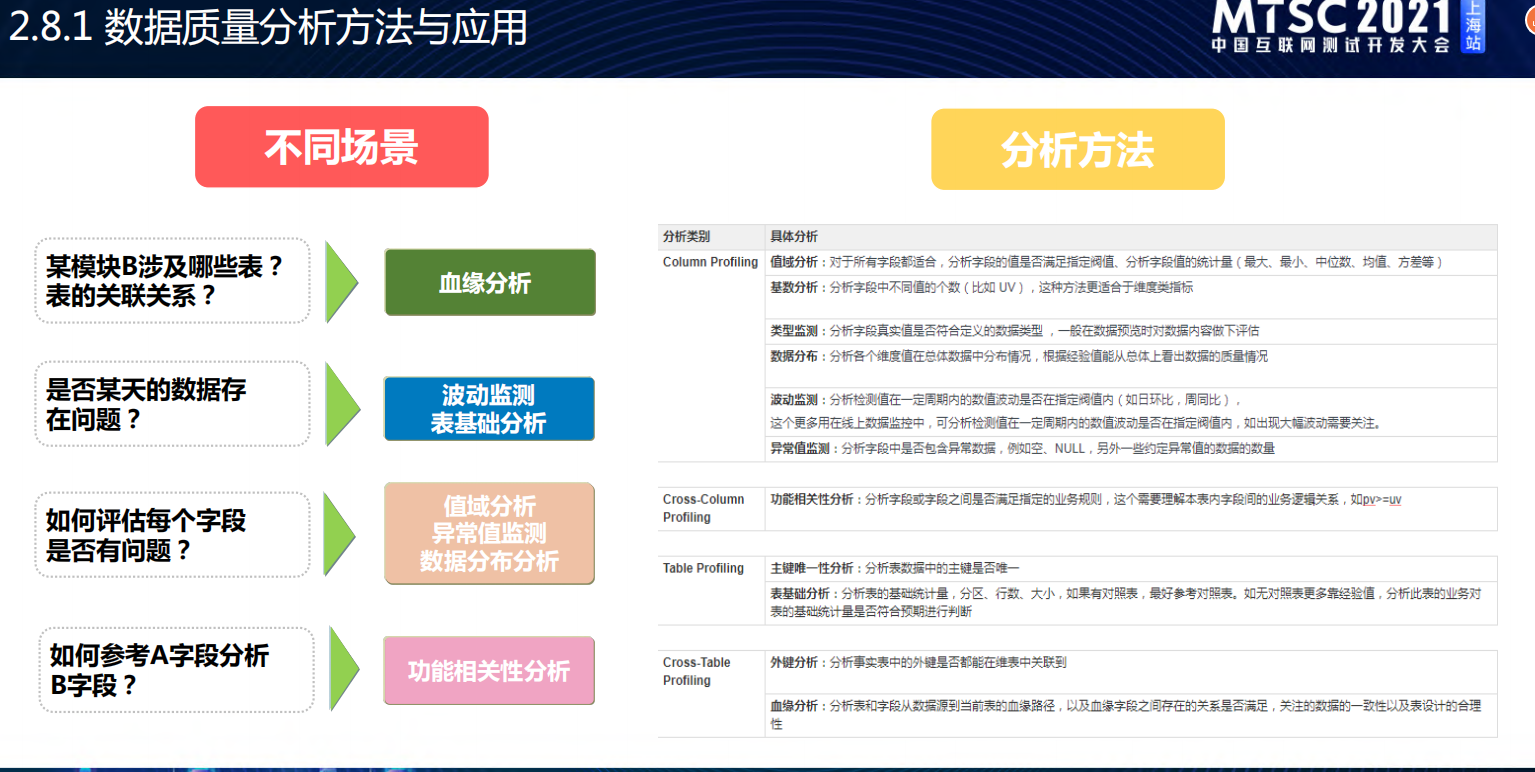 2.8.1 数据质量分析方法与应用
MTSC 2021
中国互联网测试开发大会
上海站
不同场景
某模块B涉及哪些表？
表的关联关系？
血缘分析
是否某天的数据存
在问题？
波动监测
表基础分析
如何评估每个字段
是否有问题？
值域分析
异常值监测
数据分布分析
如何参考A字段分析
B字段？
功能相关性分析
分析方法
分析类别
具体分析
Column Profiling
值域分析：对于所有字段都适合，分析字段的值是否满足指定阀值、分析字段值的统计量（最大、最小、中位数、均值、方差等）
基数分析：分析字段中不同值的个数（比如 UV），这种方法更适合于维度类指标
类型监测：分析字段真实值是否符合定义的数据类型 ，一般在数据预览时对数据内容做下评估
数据分布：分析各个维度值在总体数据中分布情况，根据经验值能从总体上看出数据的质量情况
波动监测：分析检测值在一定周期内的数值波动是否在指定阀值内（如日环比，周同比），
这个更多用在线上数据监控中，可分析检测值在一定周期内的数值波动是否在指定阀值内，如出现大幅波动需要关注。
异常值监测：分析字段中是否包含异常数据，例如空、NULL，另外一些约定异常值的数据的数量
Cross-Column
Profiling
功能相关性分析：分析字段或字段之间是否满足指定的业务规则，这个需要理解本表内字段间的业务逻辑关系，如pv>=uv
Table Profiling
主键唯一性分析：分析表数据中的主键是否唯一
表基础分析：分析表的基础统计量，分区、行数、大小，如果有对照表，最好参考对照表。如无对照表更多靠经验值，分析此表的业务对
表的基础统计量是否符合预期进行判断
Cross-Table
Profiling
外键分析：分析事实表中的外键是否都能在维表中关联到
血缘分析：分析表和字段从数据源到当前表的血缘路径，以及血缘字段之间存在的关系是否满足，关注的数据的一致性以及表设计的合理
性